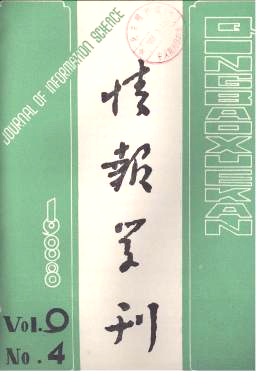 JOURNAL OF INFORMATION SCIENCE
QINGBAOXUEKAN
情報学刊
Vol.9
No.4